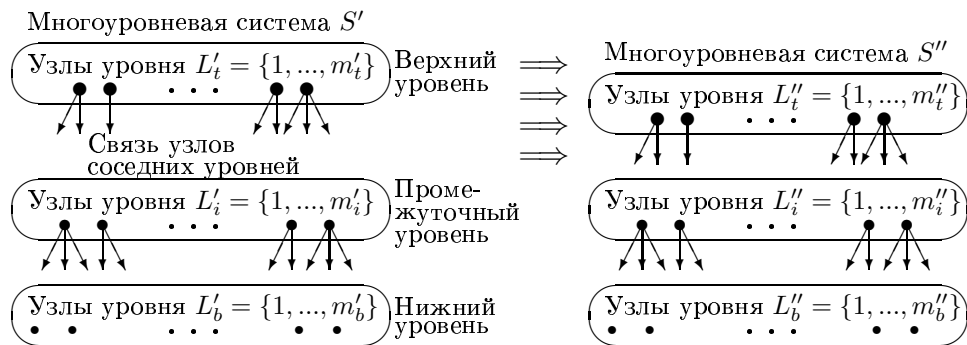 Многоуровневая система $S'$
Узлы уровня $L'_t = \{1, ..., m'_t\}$
Верхний
уровень
Связь узлов
соседних уровней
Узлы уровня $L'_i = \{1, ..., m'_i\}$
Проме-
жуточный
уровень
Узлы уровня $L'_b = \{1, ..., m'_b\}$
Нижний
уровень
Многоуровневая система $S''$
Узлы уровня $L''_t = \{1, ..., m''_t\}$
Узлы уровня $L''_i = \{1, ..., m''_i\}$
Узлы уровня $L''_b = \{1, ..., m''_b\}$